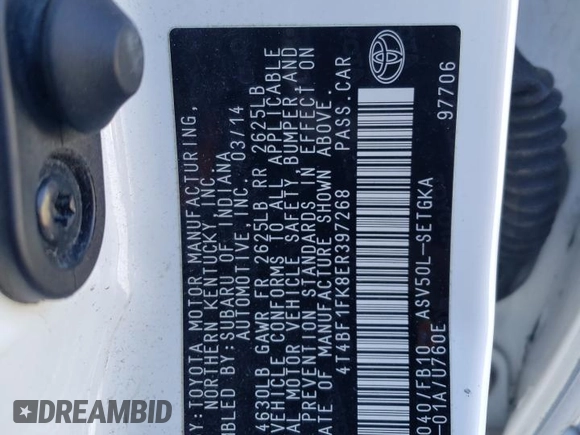 Y: TOYOTA MOTOR MANUFACTURING,
NORTHERN KENTUCKY, INC.
MBLED BY: SUBARU OF INDIANA
AUTOMOTIVE, INC. 03/14
4630LB GAWR FR 2625LB RR 2625LB
VEHICLE CONFORMS TO ALL APPLICABLE
AL MOTOR VEHICLE SAFETY, BUMPER, AND
PREVENTION STANDARDS IN EFFECT ON
ATE OF MANUFACTURE SHOWN ABOVE.
4T4BF1FK8ER397268 PASS.CAR
040/FB10 ASV50L-SETGKA
-01A/U760E
97706
DREAMBID